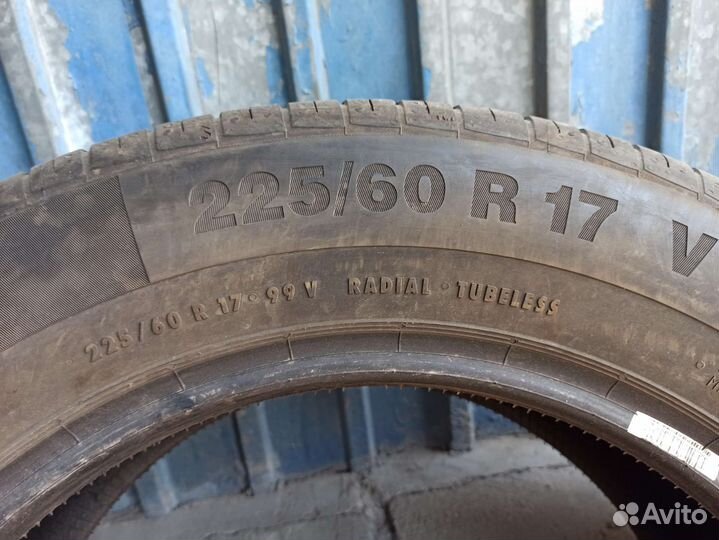 225/60 R 17 V
225/60 R 17 · 99 V RADIAL · TUBELESS
Avito